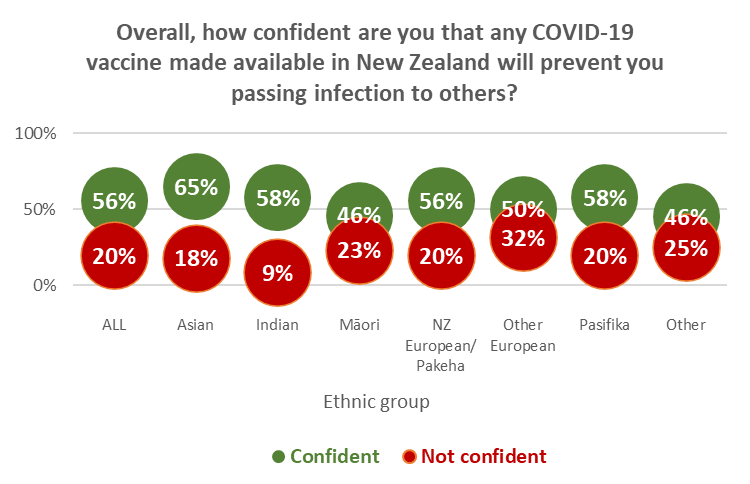 Overall, how confident are you that any COVID-19
vaccine made available in New Zealand will prevent you
passing infection to others?
100%
50%
0%
56% 65% 58% 46% 56% 50% 58% 46%
20% 18% 9% 23% 20% 32% 20% 25%
ALL Asian Indian Māori NZ Other Pasifika Other
European/ European
Pakeha
Ethnic group
Confident Not confident